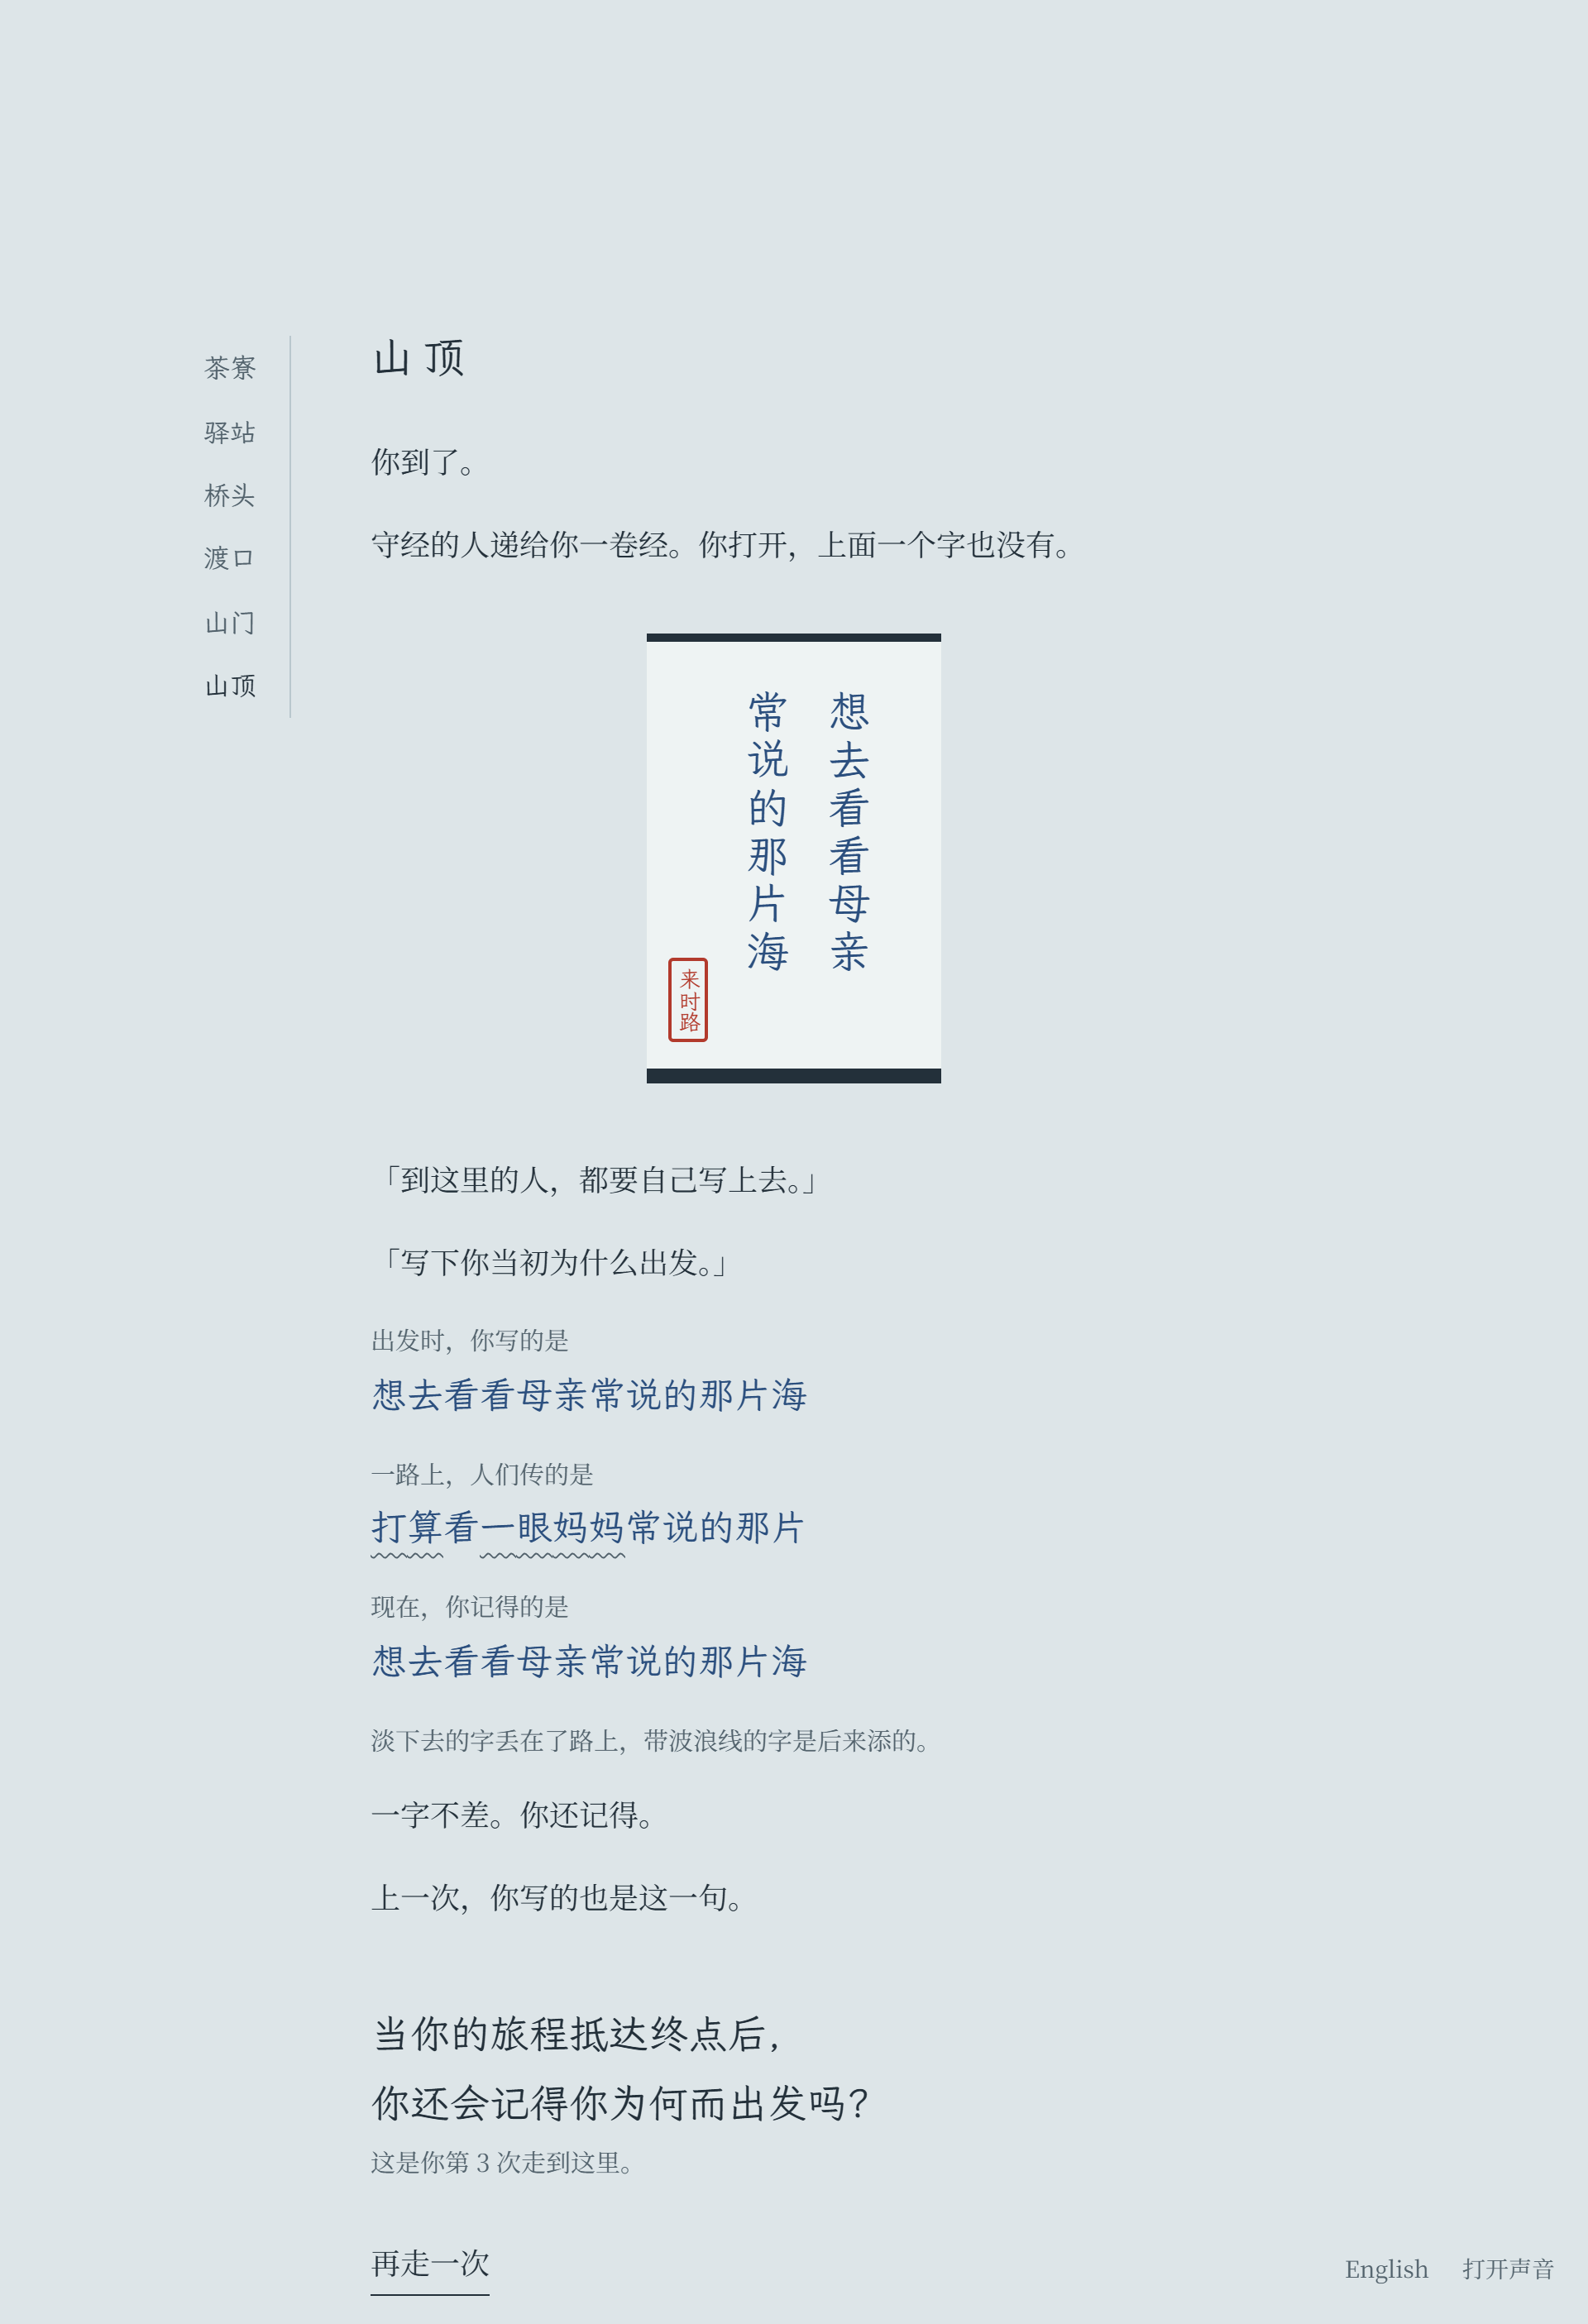 茶寮
驿站
桥头
渡口
山门
山顶
山顶
你到了。
守经的人递给你一卷经。你打开，上面一个字也没有。
想去看看母亲
常说的那片海
来时路
「到这里的人，都要自己写上去。」
「写下你当初为什么出发。」
出发时，你写的是
想去看看母亲常说的那片海
一路上，人们传的是
打算看一眼妈妈常说的那片
现在，你记得的是
想去看看母亲常说的那片海
淡下去的字丢在了路上，带波浪线的字是后来添的。
一字不差。你还记得。
上一次，你写的也是这一句。
当你的旅程抵达终点后，
你还会记得你为何而出发吗？
这是你第 3 次走到这里。
再走一次
English
打开声音